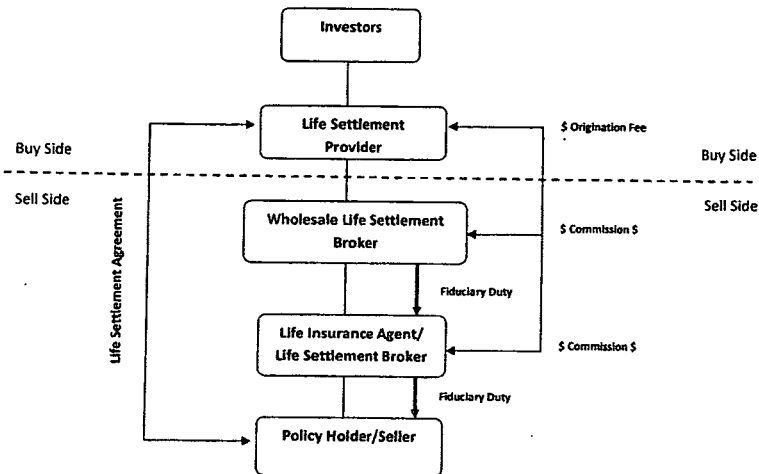 Investors
Life Settlement
Provider
$ Origination Fee
Buy Side
Buy Side
Sell Side
Sell Side
Wholesale Life Settlement
Broker
$ Commission $
Life Settlement Agreement
Fiduciary Duty
Life Insurance Agent/
Life Settlement Broker
$ Commission $
Fiduciary Duty
Policy Holder/Seller